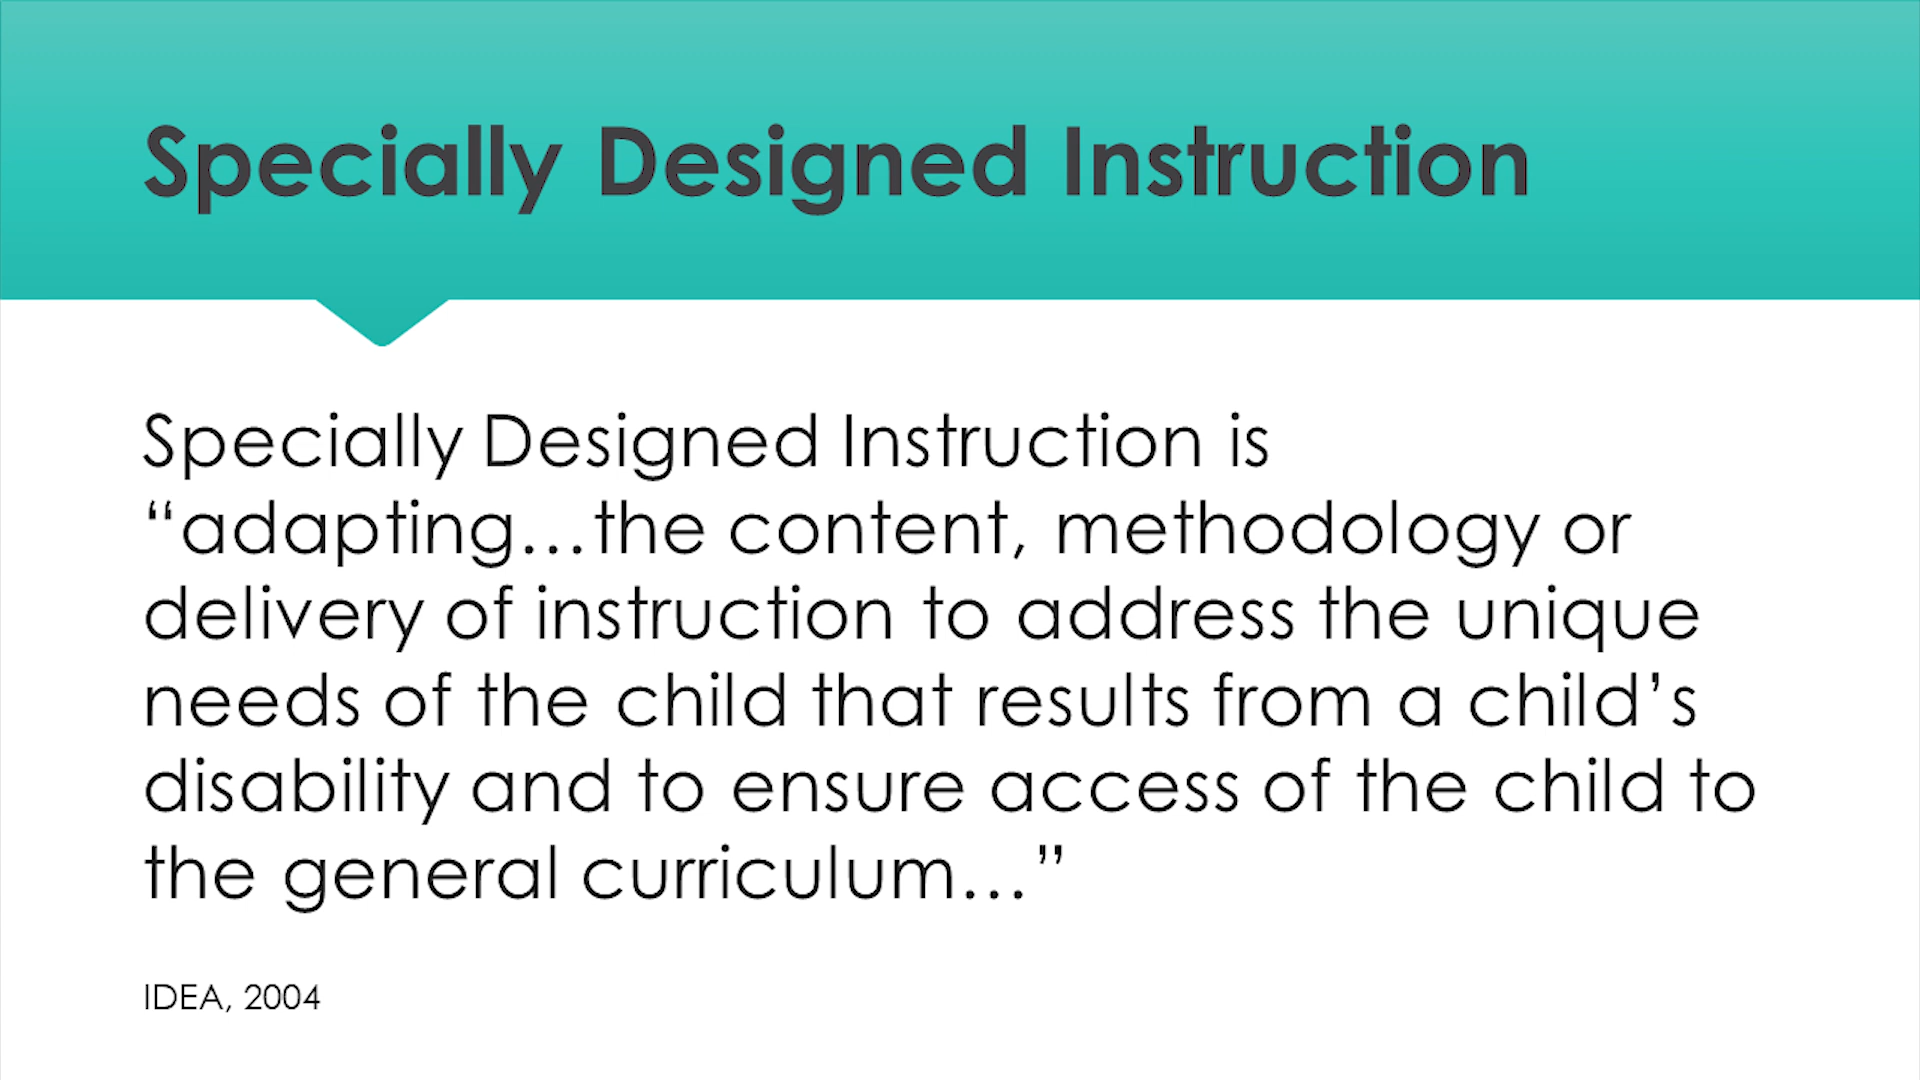 Specially Designed Instruction
Specially Designed Instruction is
“adapting…the content, methodology or
delivery of instruction to address the unique
needs of the child that results from a child’s
disability and to ensure access of the child to
the general curriculum…”
IDEA, 2004